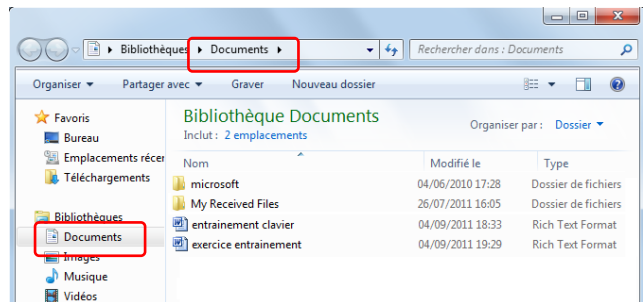 Bibliothèques Documents
Rechercher dans : Documents
Organiser Partager avec Graver Nouveau dossier
Favoris
Bureau
Emplacements récer
Téléchargements
Bibliothèques
Documents
Images
Musique
Vidéos
Bibliothèque Documents
Inclut : 2 emplacements
Organiser par : Dossier
Nom Modifié le Type
microsoft 04/06/2010 17:28 Dossier de fichiers
My Received Files 26/07/2011 16:05 Dossier de fichiers
entrainement clavier 04/09/2011 18:33 Rich Text Format
exercice entrainement 04/09/2011 19:29 Rich Text Format